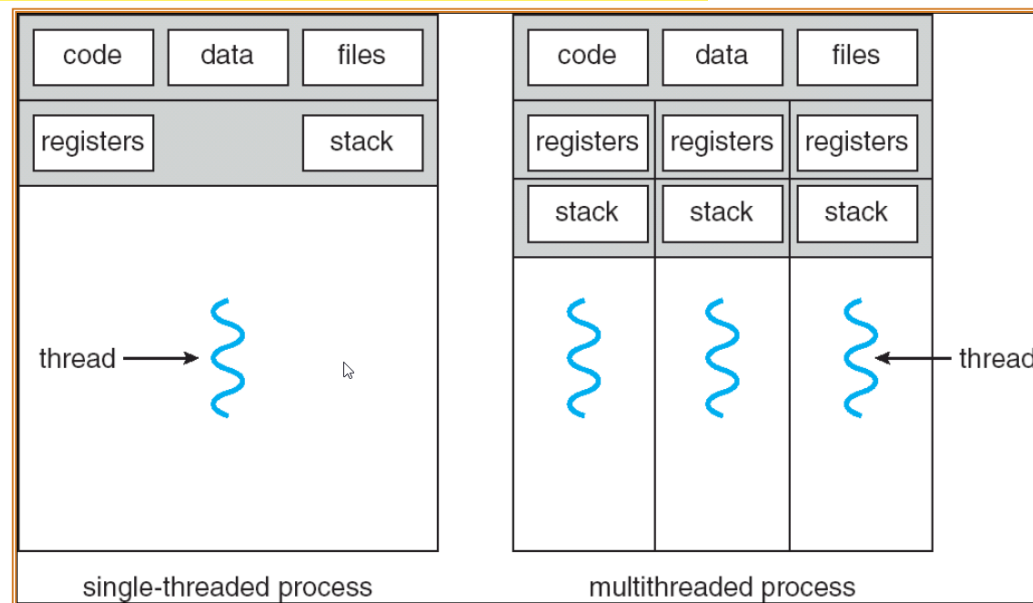 code data files
registers stack
thread
single-threaded process
code data files
registers registers registers
stack stack stack
thread
multithreaded process